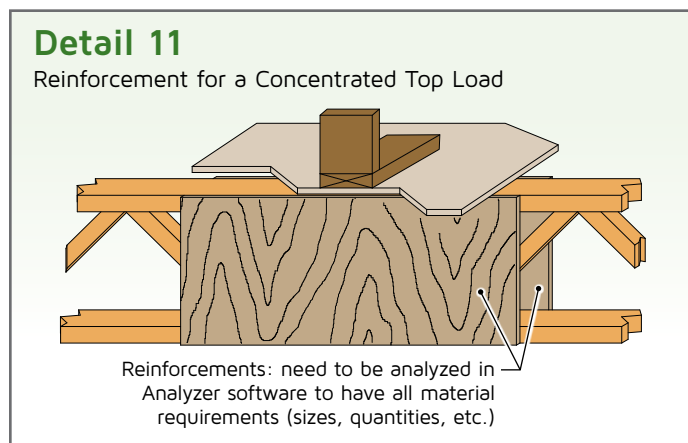 Detail 11
Reinforcement for a Concentrated Top Load
Reinforcements: need to be analyzed in
Analyzer software to have all material
requirements (sizes, quantities, etc.)